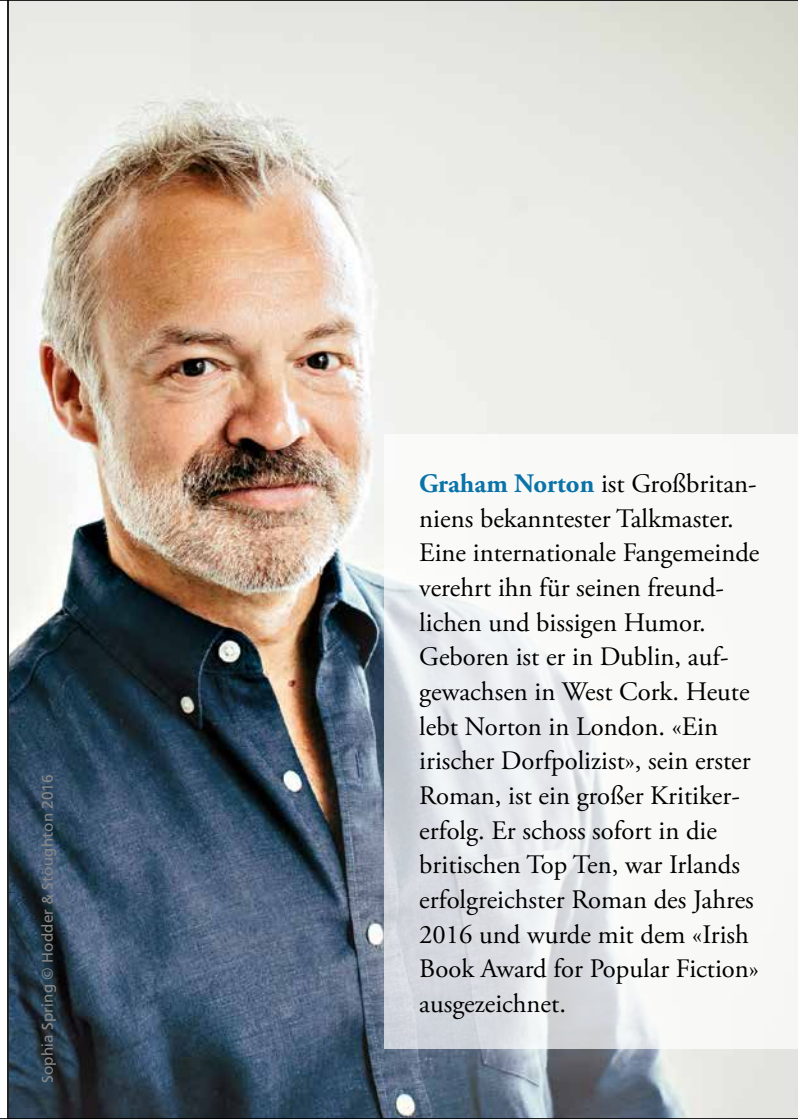 Graham Norton ist Großbritan-
niens bekanntester Talkmaster.
Eine internationale Fangemeinde
verehrt ihn für seinen freund-
lichen und bissigen Humor.
Geboren ist er in Dublin, auf-
gewachsen in West Cork. Heute
lebt Norton in London. «Ein
irischer Dorfpolizist», sein erster
Roman, ist ein großer Kritiker-
erfolg. Er schoss sofort in die
britischen Top Ten, war Irlands
erfolgreichster Roman des Jahres
2016 und wurde mit dem «Irish
Book Award for Popular Fiction»
ausgezeichnet.
Sophia Spring © Hodder & Stoughton 2016